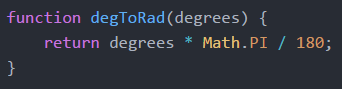 function degToRad(degrees) {
    return degrees * Math.PI / 180;
}